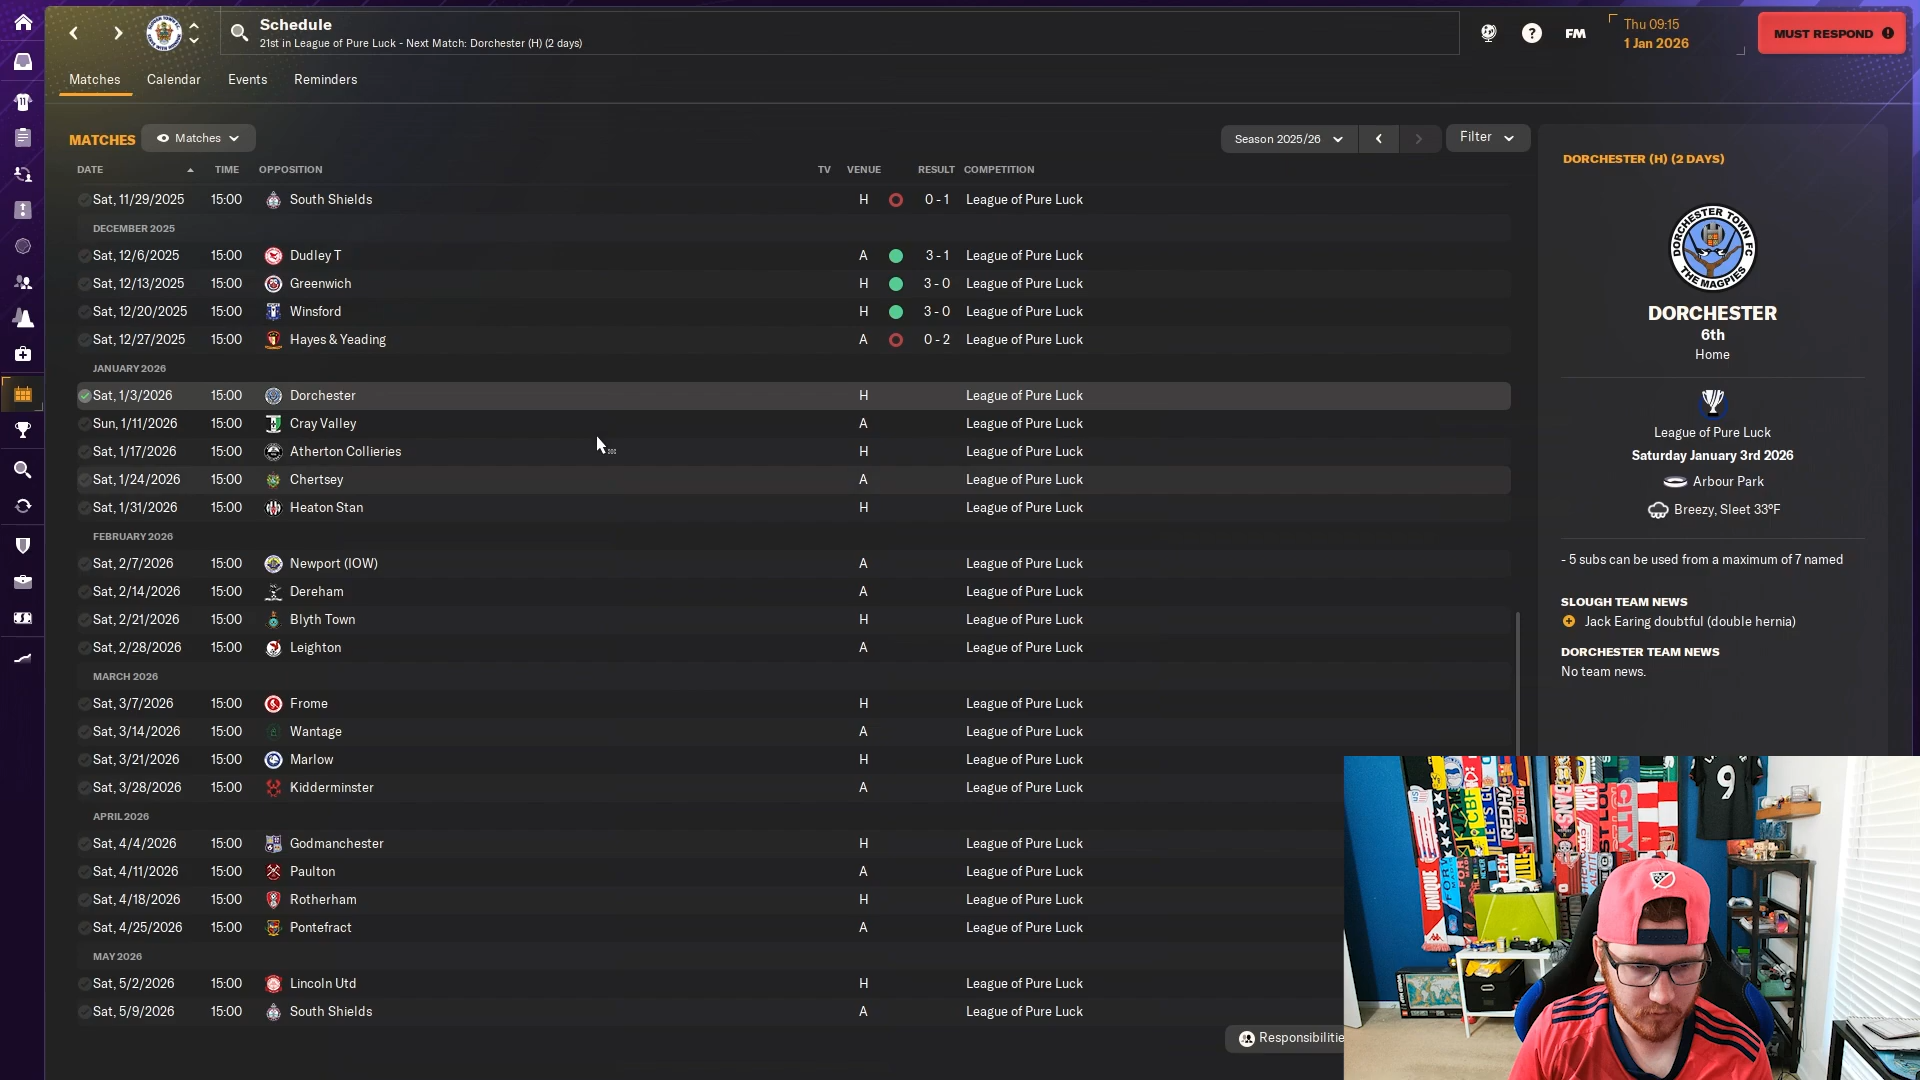 Schedule
21st in League of Pure Luck - Next Match: Dorchester (H) (2 days)
FM
Thu 09:15
1 Jan 2026
MUST RESPOND
Matches Calendar Events Reminders
MATCHES Matches
Season 2025/26
Filter
DATE TIME OPPOSITION TV VENUE RESULT COMPETITION
Sat, 11/29/2025 15:00 South Shields H 0 - 1 League of Pure Luck
DECEMBER 2025
Sat, 12/6/2025 15:00 Dudley T A 3 - 1 League of Pure Luck
Sat, 12/13/2025 15:00 Greenwich H 3 - 0 League of Pure Luck
Sat, 12/20/2025 15:00 Winsford H 3 - 0 League of Pure Luck
Sat, 12/27/2025 15:00 Hayes & Yeading A 0 - 2 League of Pure Luck
JANUARY 2026
Sat, 1/3/2026 15:00 Dorchester H League of Pure Luck
Sun, 1/11/2026 15:00 Cray Valley A League of Pure Luck
Sat, 1/17/2026 15:00 Atherton Collieries H League of Pure Luck
Sat, 1/24/2026 15:00 Chertsey A League of Pure Luck
Sat, 1/31/2026 15:00 Heaton Stan H League of Pure Luck
FEBRUARY 2026
Sat, 2/7/2026 15:00 Newport (IOW) A League of Pure Luck
Sat, 2/14/2026 15:00 Dereham A League of Pure Luck
Sat, 2/21/2026 15:00 Blyth Town H League of Pure Luck
Sat, 2/28/2026 15:00 Leighton A League of Pure Luck
MARCH 2026
Sat, 3/7/2026 15:00 Frome H League of Pure Luck
Sat, 3/14/2026 15:00 Wantage A League of Pure Luck
Sat, 3/21/2026 15:00 Marlow H League of Pure Luck
Sat, 3/28/2026 15:00 Kidderminster A League of Pure Luck
APRIL 2026
Sat, 4/4/2026 15:00 Godmanchester H League of Pure Luck
Sat, 4/11/2026 15:00 Paulton A League of Pure Luck
Sat, 4/18/2026 15:00 Rotherham H League of Pure Luck
Sat, 4/25/2026 15:00 Pontefract A League of Pure Luck
MAY 2026
Sat, 5/2/2026 15:00 Lincoln Utd H League of Pure Luck
Sat, 5/9/2026 15:00 South Shields A League of Pure Luck
Responsibilitie
DORCHESTER (H) (2 DAYS)
DORCHESTER TOWN FC
THE MAGPIES
DORCHESTER
6th
Home
League of Pure Luck
Saturday January 3rd 2026
Arbour Park
Breezy, Sleet 33°F
- 5 subs can be used from a maximum of 7 named
SLOUGH TEAM NEWS
Jack Earing doubtful (double hernia)
DORCHESTER TEAM NEWS
No team news.
9
UNIQUE
CITY